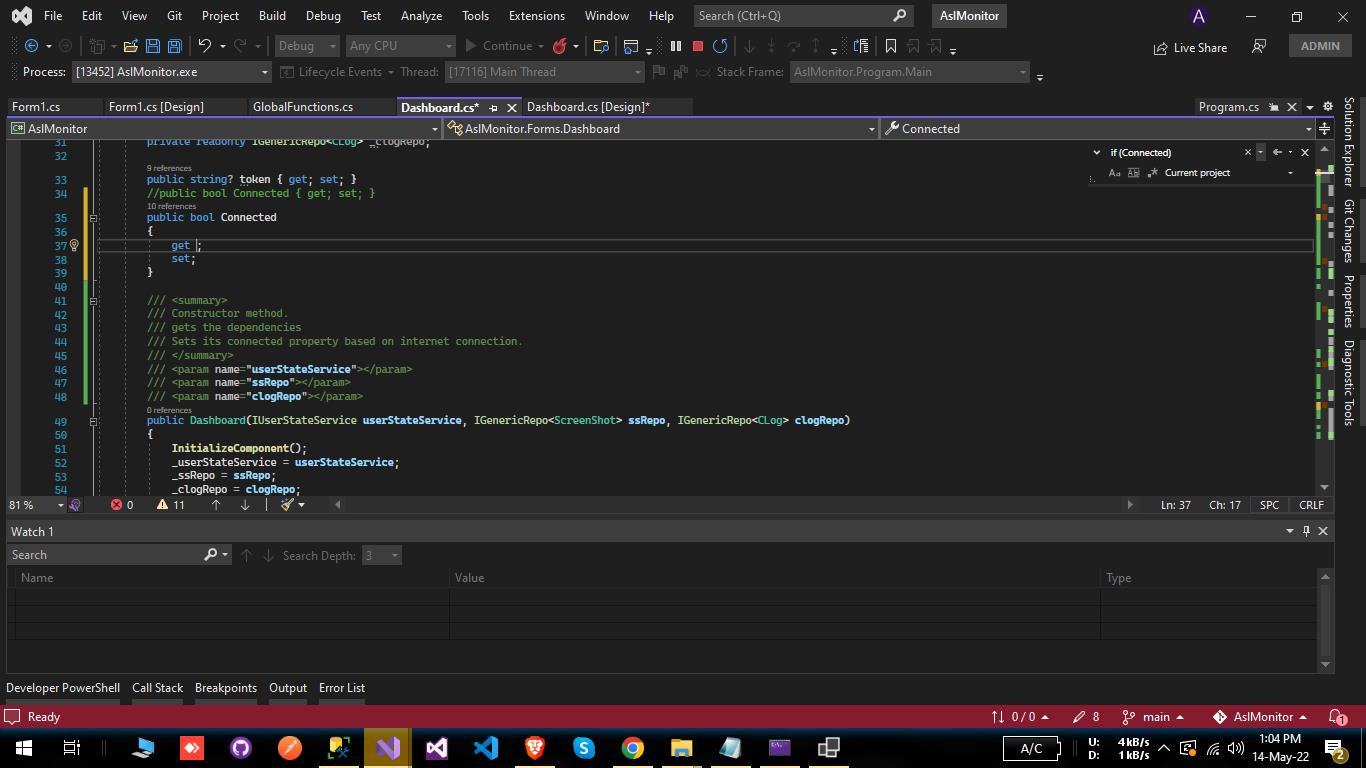 File Edit View Git Project Build Debug Test Analyze Tools Extensions Window Help Search (Ctrl+Q) AslMonitor A
Debug Any CPU Continue Live Share ADMIN
Process: [13452] AslMonitor.exe Lifecycle Events Thread: [17116] Main Thread Stack Frame: AslMonitor.Program.Main
Form1.cs Form1.cs [Design] GlobalFunctions.cs Dashboard.cs* Dashboard.cs [Design]* Program.cs
C# AslMonitor AslMonitor.Forms.Dashboard Connected
31 private readonly IGenericRepo<CLog> _clogRepo;
32
9 references
33 public string? token { get; set; }
34 //public bool Connected { get; set; }
10 references
35 public bool Connected
36 {
37 get ;
38 set;
39 }
40
41 /// <summary>
42 /// Constructor method.
43 /// gets the dependencies
44 /// Sets its connected property based on internet connection.
45 /// </summary>
46 /// <param name="userStateService"></param>
47 /// <param name="ssRepo"></param>
48 /// <param name="clogRepo"></param>
0 references
49 public Dashboard(IUserStateService userStateService, IGenericRepo<ScreenShot> ssRepo, IGenericRepo<CLog> clogRepo)
50 {
51 InitializeComponent();
52 _userStateService = userStateService;
53 _ssRepo = ssRepo;
54 _clogRepo = clogRepo;
if (Connected)
Aa Ab .* Current project
Solution Explorer
Git Changes
Properties
Diagnostic Tools
81 % 0 11 Ln: 37 Ch: 17 SPC CRLF
Watch 1
Search Search Depth: 3
Name Value Type
Developer PowerShell Call Stack Breakpoints Output Error List
Ready 0 / 0 8 main AslMonitor 1
A/C U: 4kB/s D: 1kB/s 1:04 PM
14-May-22 2